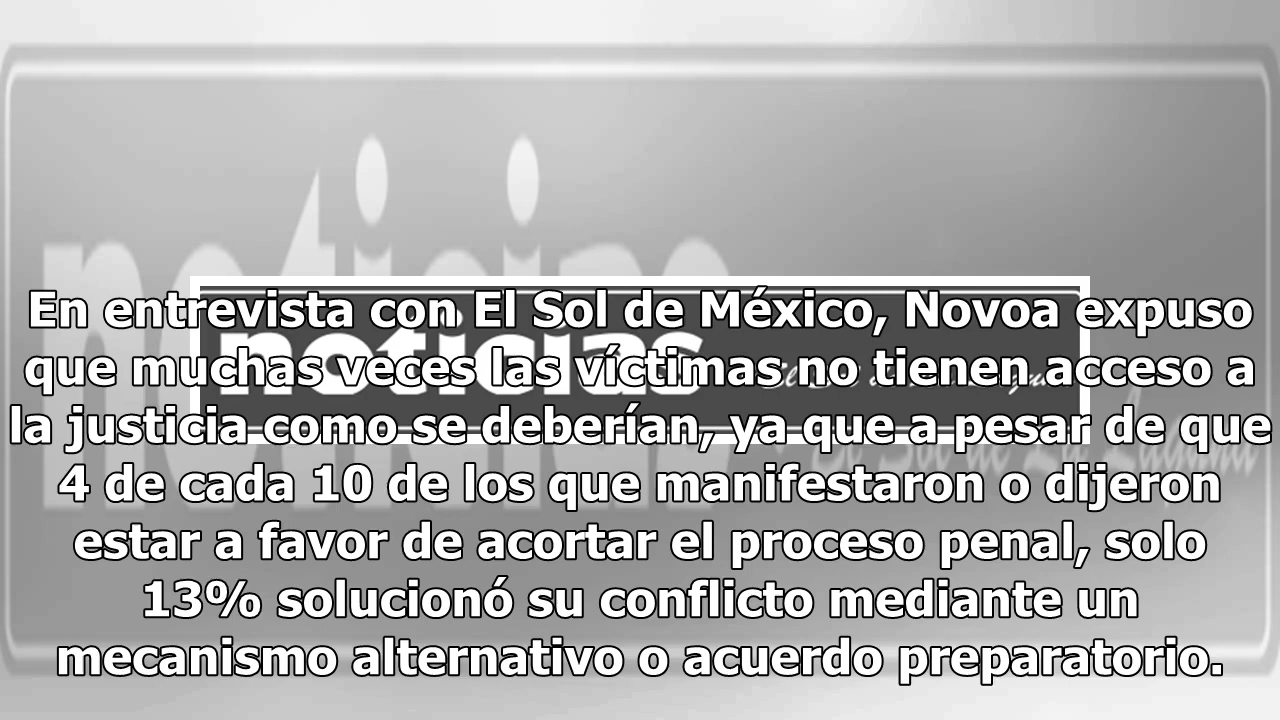 En entrevista con El Sol de México, Novoa expuso
que muchas veces las víctimas no tienen acceso a
la justicia como se deberían, ya que a pesar de que
4 de cada 10 de los que manifestaron o dijeron
estar a favor de acortar el proceso penal, solo
13% solucionó su conflicto mediante un
mecanismo alternativo o acuerdo preparatorio.
noticias
noticias